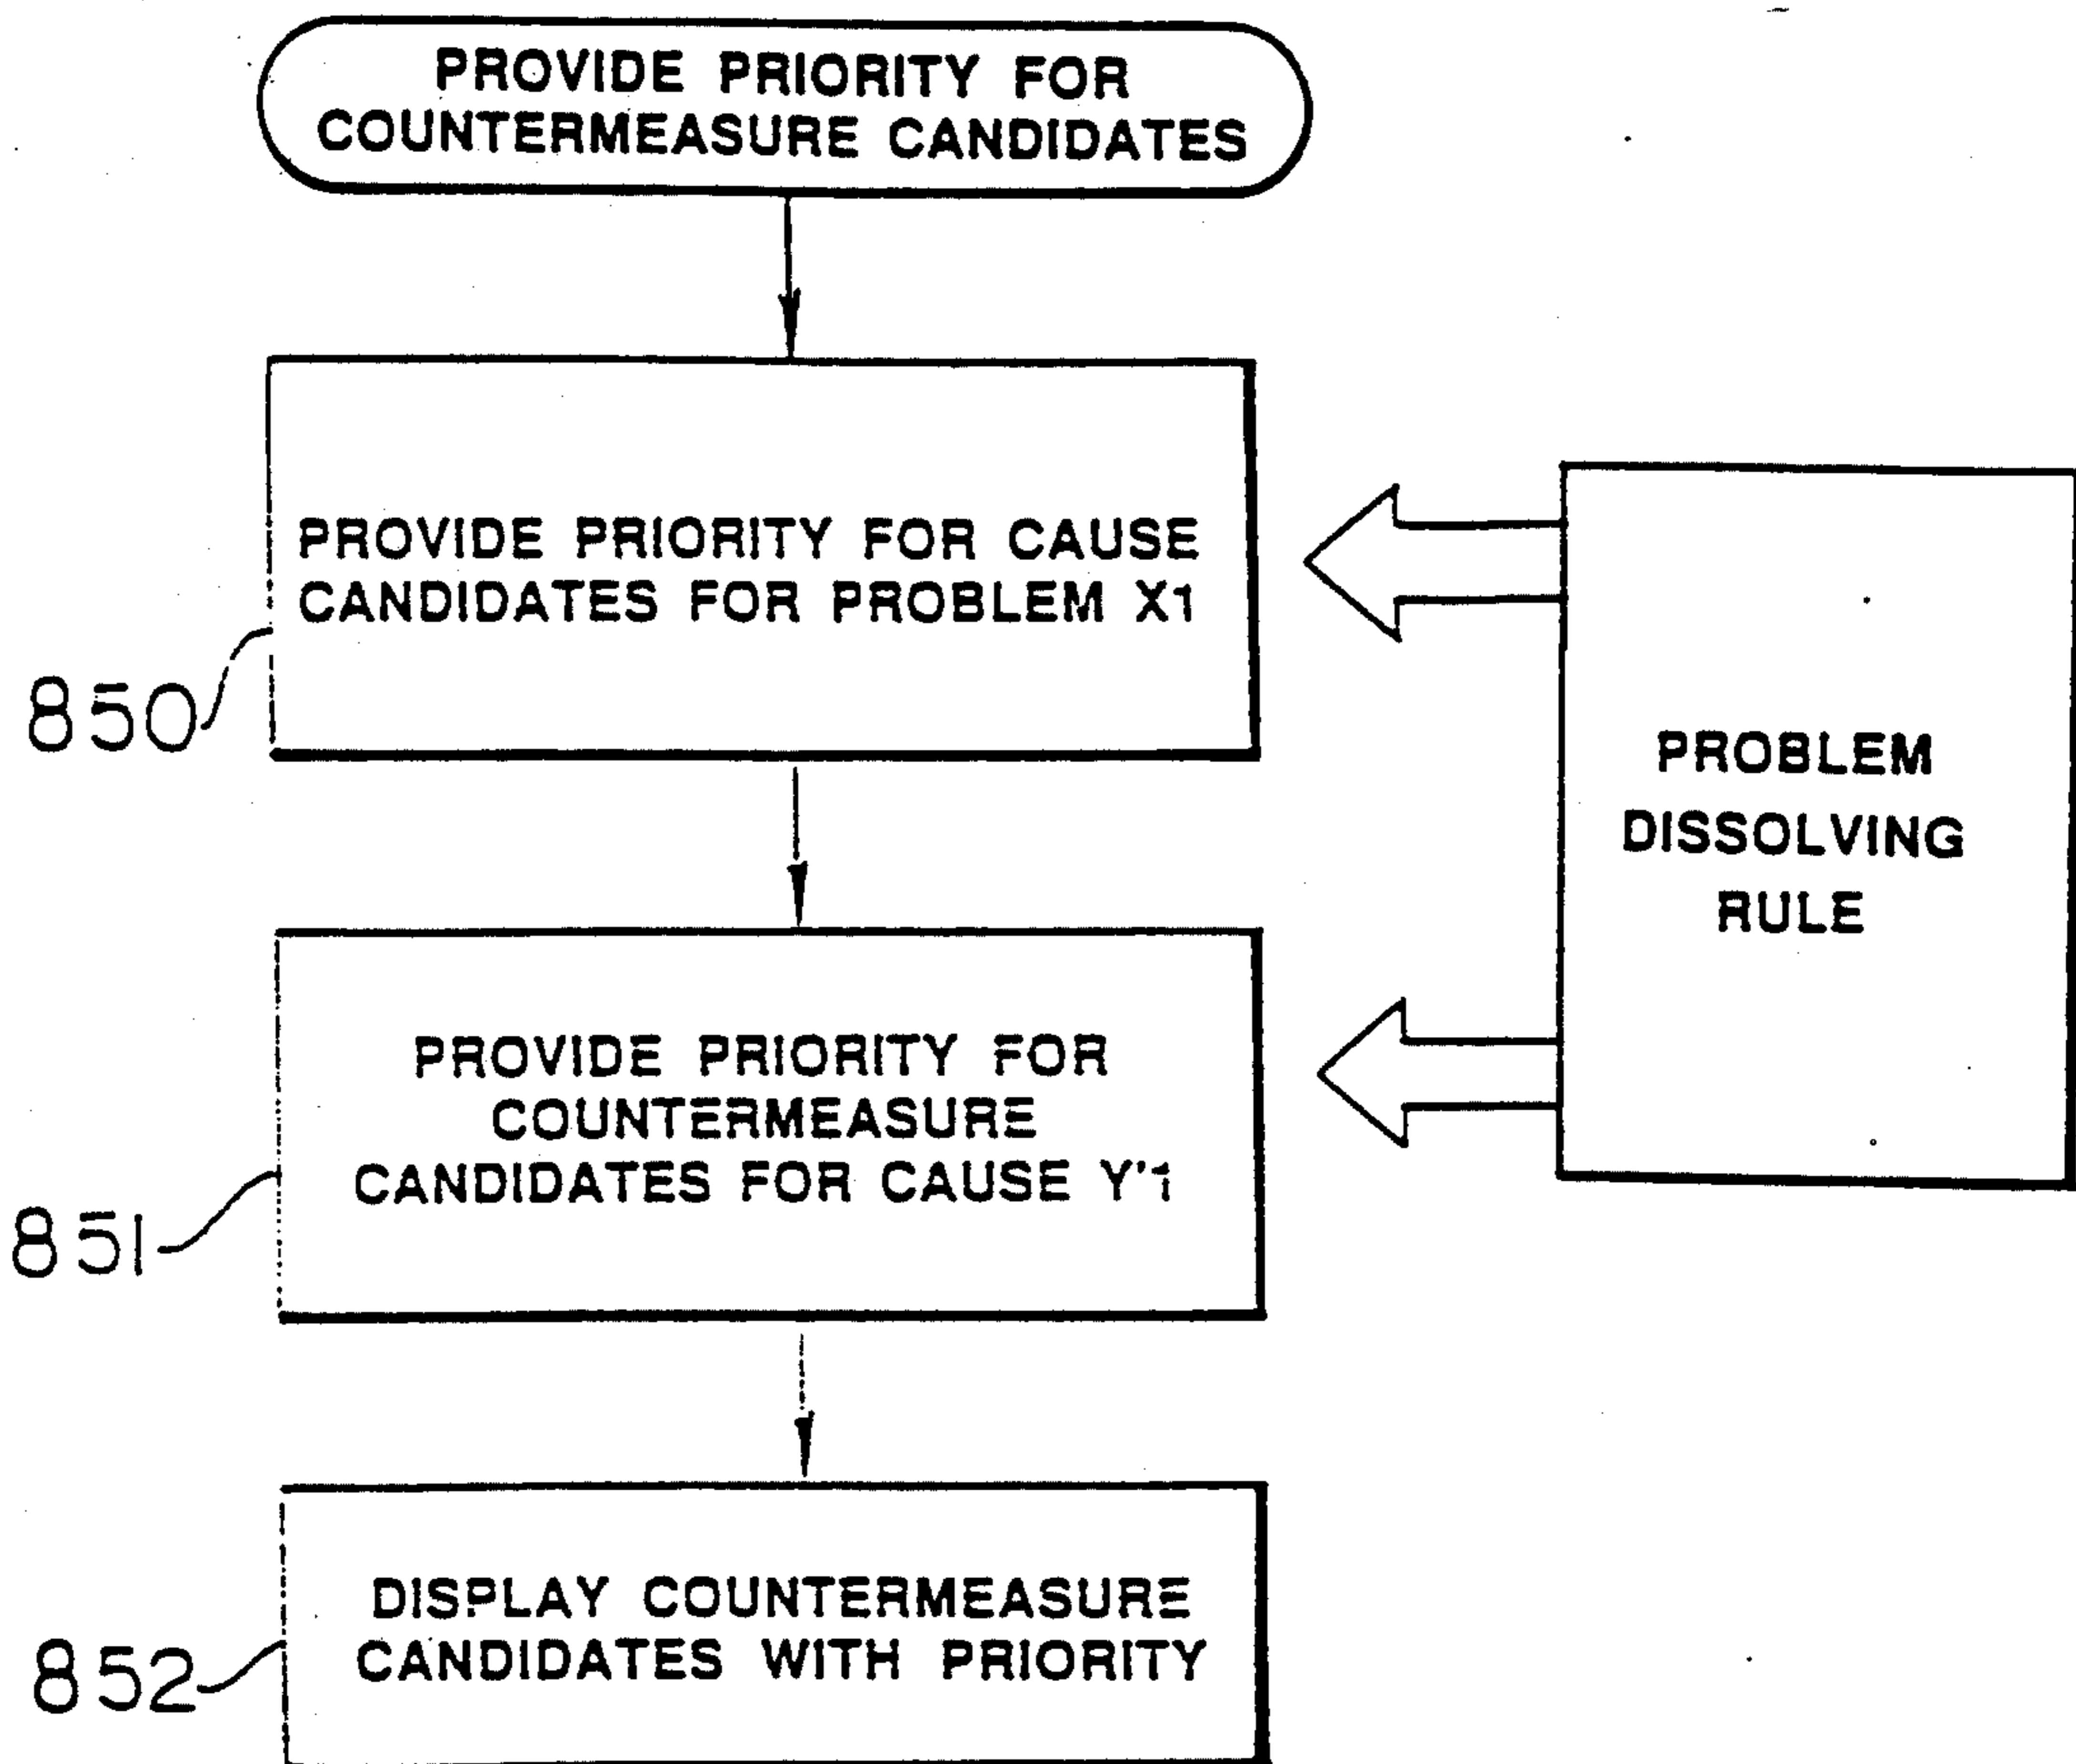 PROVIDE PRIORITY FOR
COUNTERMEASURE CANDIDATES
PROVIDE PRIORITY FOR CAUSE
CANDIDATES FOR PROBLEM X1
850
PROBLEM
DISSOLVING
RULE
PROVIDE PRIORITY FOR
COUNTERMEASURE
CANDIDATES FOR CAUSE Y'1
851
DISPLAY COUNTERMEASURE
CANDIDATES WITH PRIORITY
852